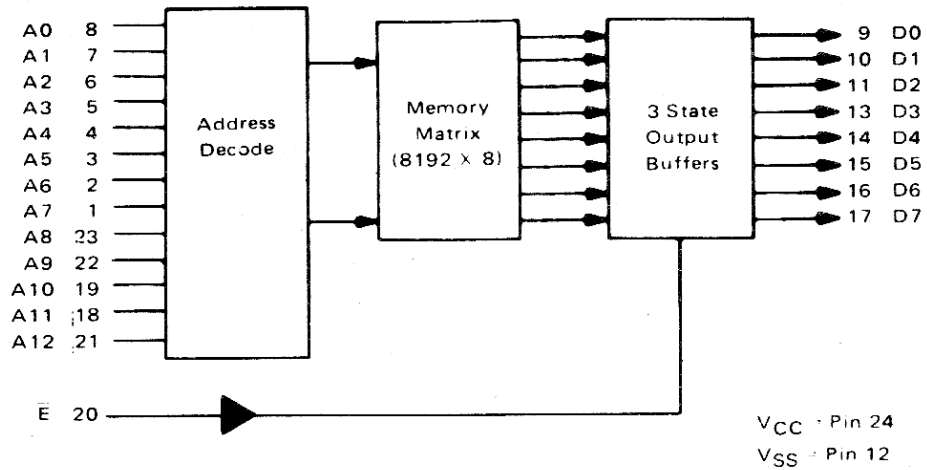 A0 8
A1 7
A2 6
A3 5
A4 4
A5 3
A6 2
A7 1
A8 23
A9 22
A10 19
A11 18
A12 21
E̅ 20
Address
Decode
Memory
Matrix
(8192 X 8)
3 State
Output
Buffers
9 D0
10 D1
11 D2
13 D3
14 D4
15 D5
16 D6
17 D7
VCC - Pin 24
VSS - Pin 12